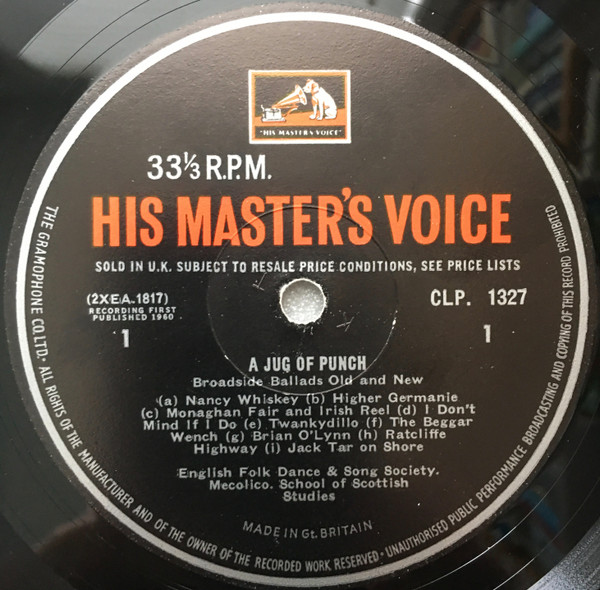 "HIS MASTER'S VOICE"
33⅓ R.P.M.
HIS MASTER'S VOICE
SOLD IN U.K. SUBJECT TO RESALE PRICE CONDITIONS, SEE PRICE LISTS
(2XEA.1817)
RECORDING FIRST
PUBLISHED 1960
1
CLP. 1327
1
A JUG OF PUNCH
Broadside Ballads Old and New
(a) Nancy Whiskey (b) Higher Germanie
(c) Monaghan Fair and Irish Reel (d) I Don't
Mind If I Do (e) Twankydillo (f) The Beggar
Wench (g) Brian O'Lynn (h) Ratcliffe
Highway (i) Jack Tar on Shore
English Folk Dance & Song Society.
Mecolico. School of Scottish
Studies
MADE IN Gt. BRITAIN
THE GRAMOPHONE CO. LTD. ALL RIGHTS OF THE MANUFACTURER AND OF THE OWNER OF THE RECORDED WORK RESERVED · UNAUTHORISED PUBLIC PERFORMANCE BROADCASTING AND COPYING OF THIS RECORD PROHIBITED